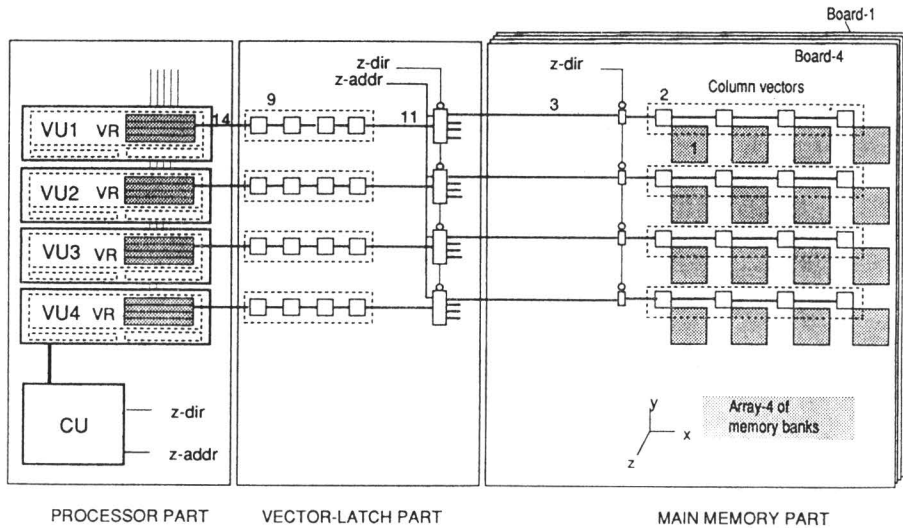 Board-1
Board-4
z-dir
z-addr
z-dir
9
11
3
2
Column vectors
VU1 VR
14
1
VU2 VR
VU3 VR
VU4 VR
CU
z-dir
z-addr
y
x
z
Array-4 of
memory banks
PROCESSOR PART
VECTOR-LATCH PART
MAIN MEMORY PART